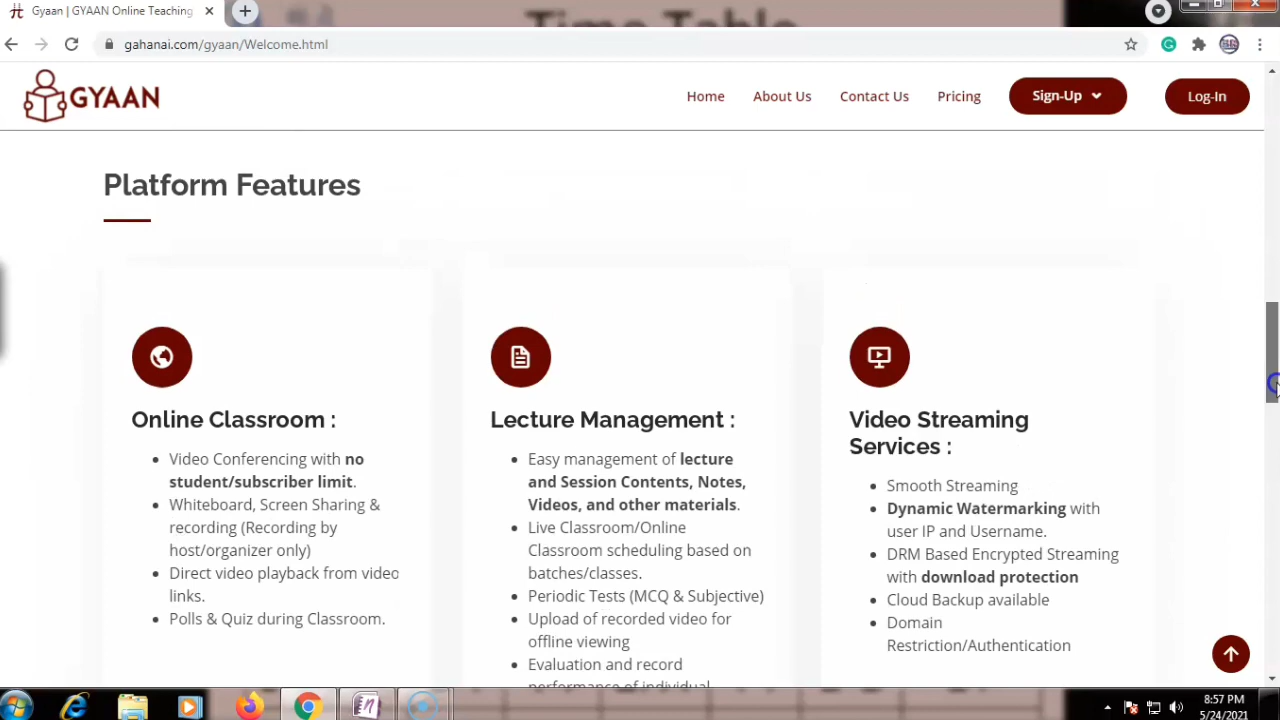 Time Table
Gyaan | GYAAN Online Teaching
gahanai.com/gyaan/Welcome.html
GYAAN
Home
About Us
Contact Us
Pricing
Sign-Up
Log-In
Platform Features
Online Classroom :
Video Conferencing with no
student/subscriber limit.
Whiteboard, Screen Sharing &
recording (Recording by
host/organizer only)
Direct video playback from video
links.
Polls & Quiz during Classroom.
Lecture Management :
Easy management of lecture
and Session Contents, Notes,
Videos, and other materials.
Live Classroom/Online
Classroom scheduling based on
batches/classes.
Periodic Tests (MCQ & Subjective)
Upload of recorded video for
offline viewing
Evaluation and record
performance of individual
Video Streaming
Services :
Smooth Streaming
Dynamic Watermarking with
user IP and Username.
DRM Based Encrypted Streaming
with download protection
Cloud Backup available
Domain
Restriction/Authentication
8:57 PM
5/24/2021